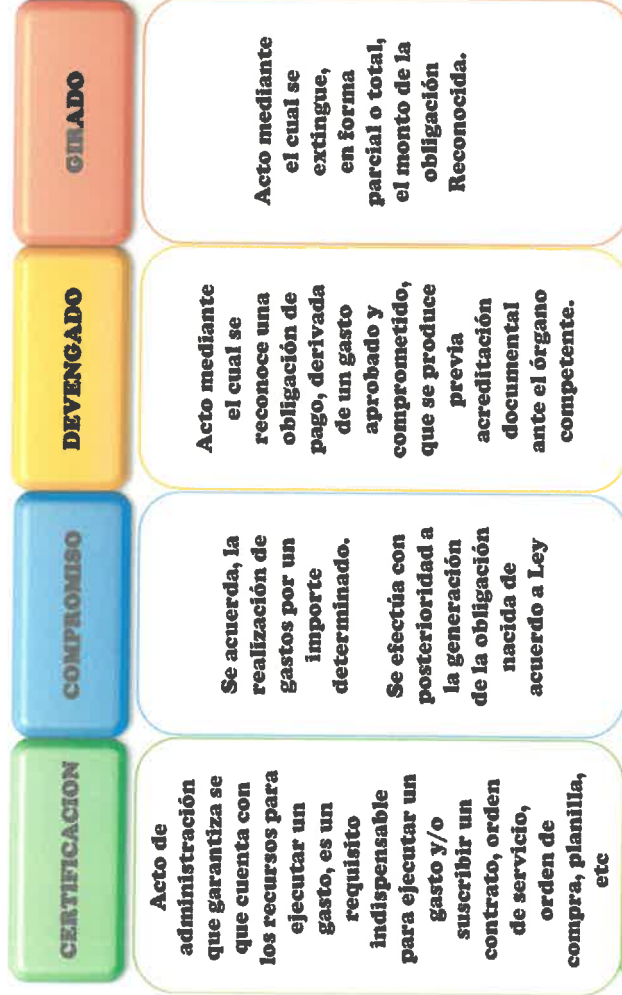 CERTIFICACION
Acto de
administración
que garantiza se
que cuenta con
los recursos para
ejecutar un
gasto, es un
requisito
indispensable
para ejecutar un
gasto y/o
suscribir un
contrato, orden
de servicio,
orden de
compra, planilla,
etc
COMPROMISO
Se acuerda, la
realización de
gastos por un
importe
determinado.
Se efectúa con
posterioridad a
la generación
de la obligación
nacida de
acuerdo a Ley
DEVENGADO
Acto mediante
el cual se
reconoce una
obligación de
pago, derivada
de un gasto
aprobado y
comprometido,
que se produce
previa
acreditación
documental
ante el órgano
competente.
GIRADO
Acto mediante
el cual se
extingue,
en forma
parcial o total,
el monto de la
obligación
Reconocida.